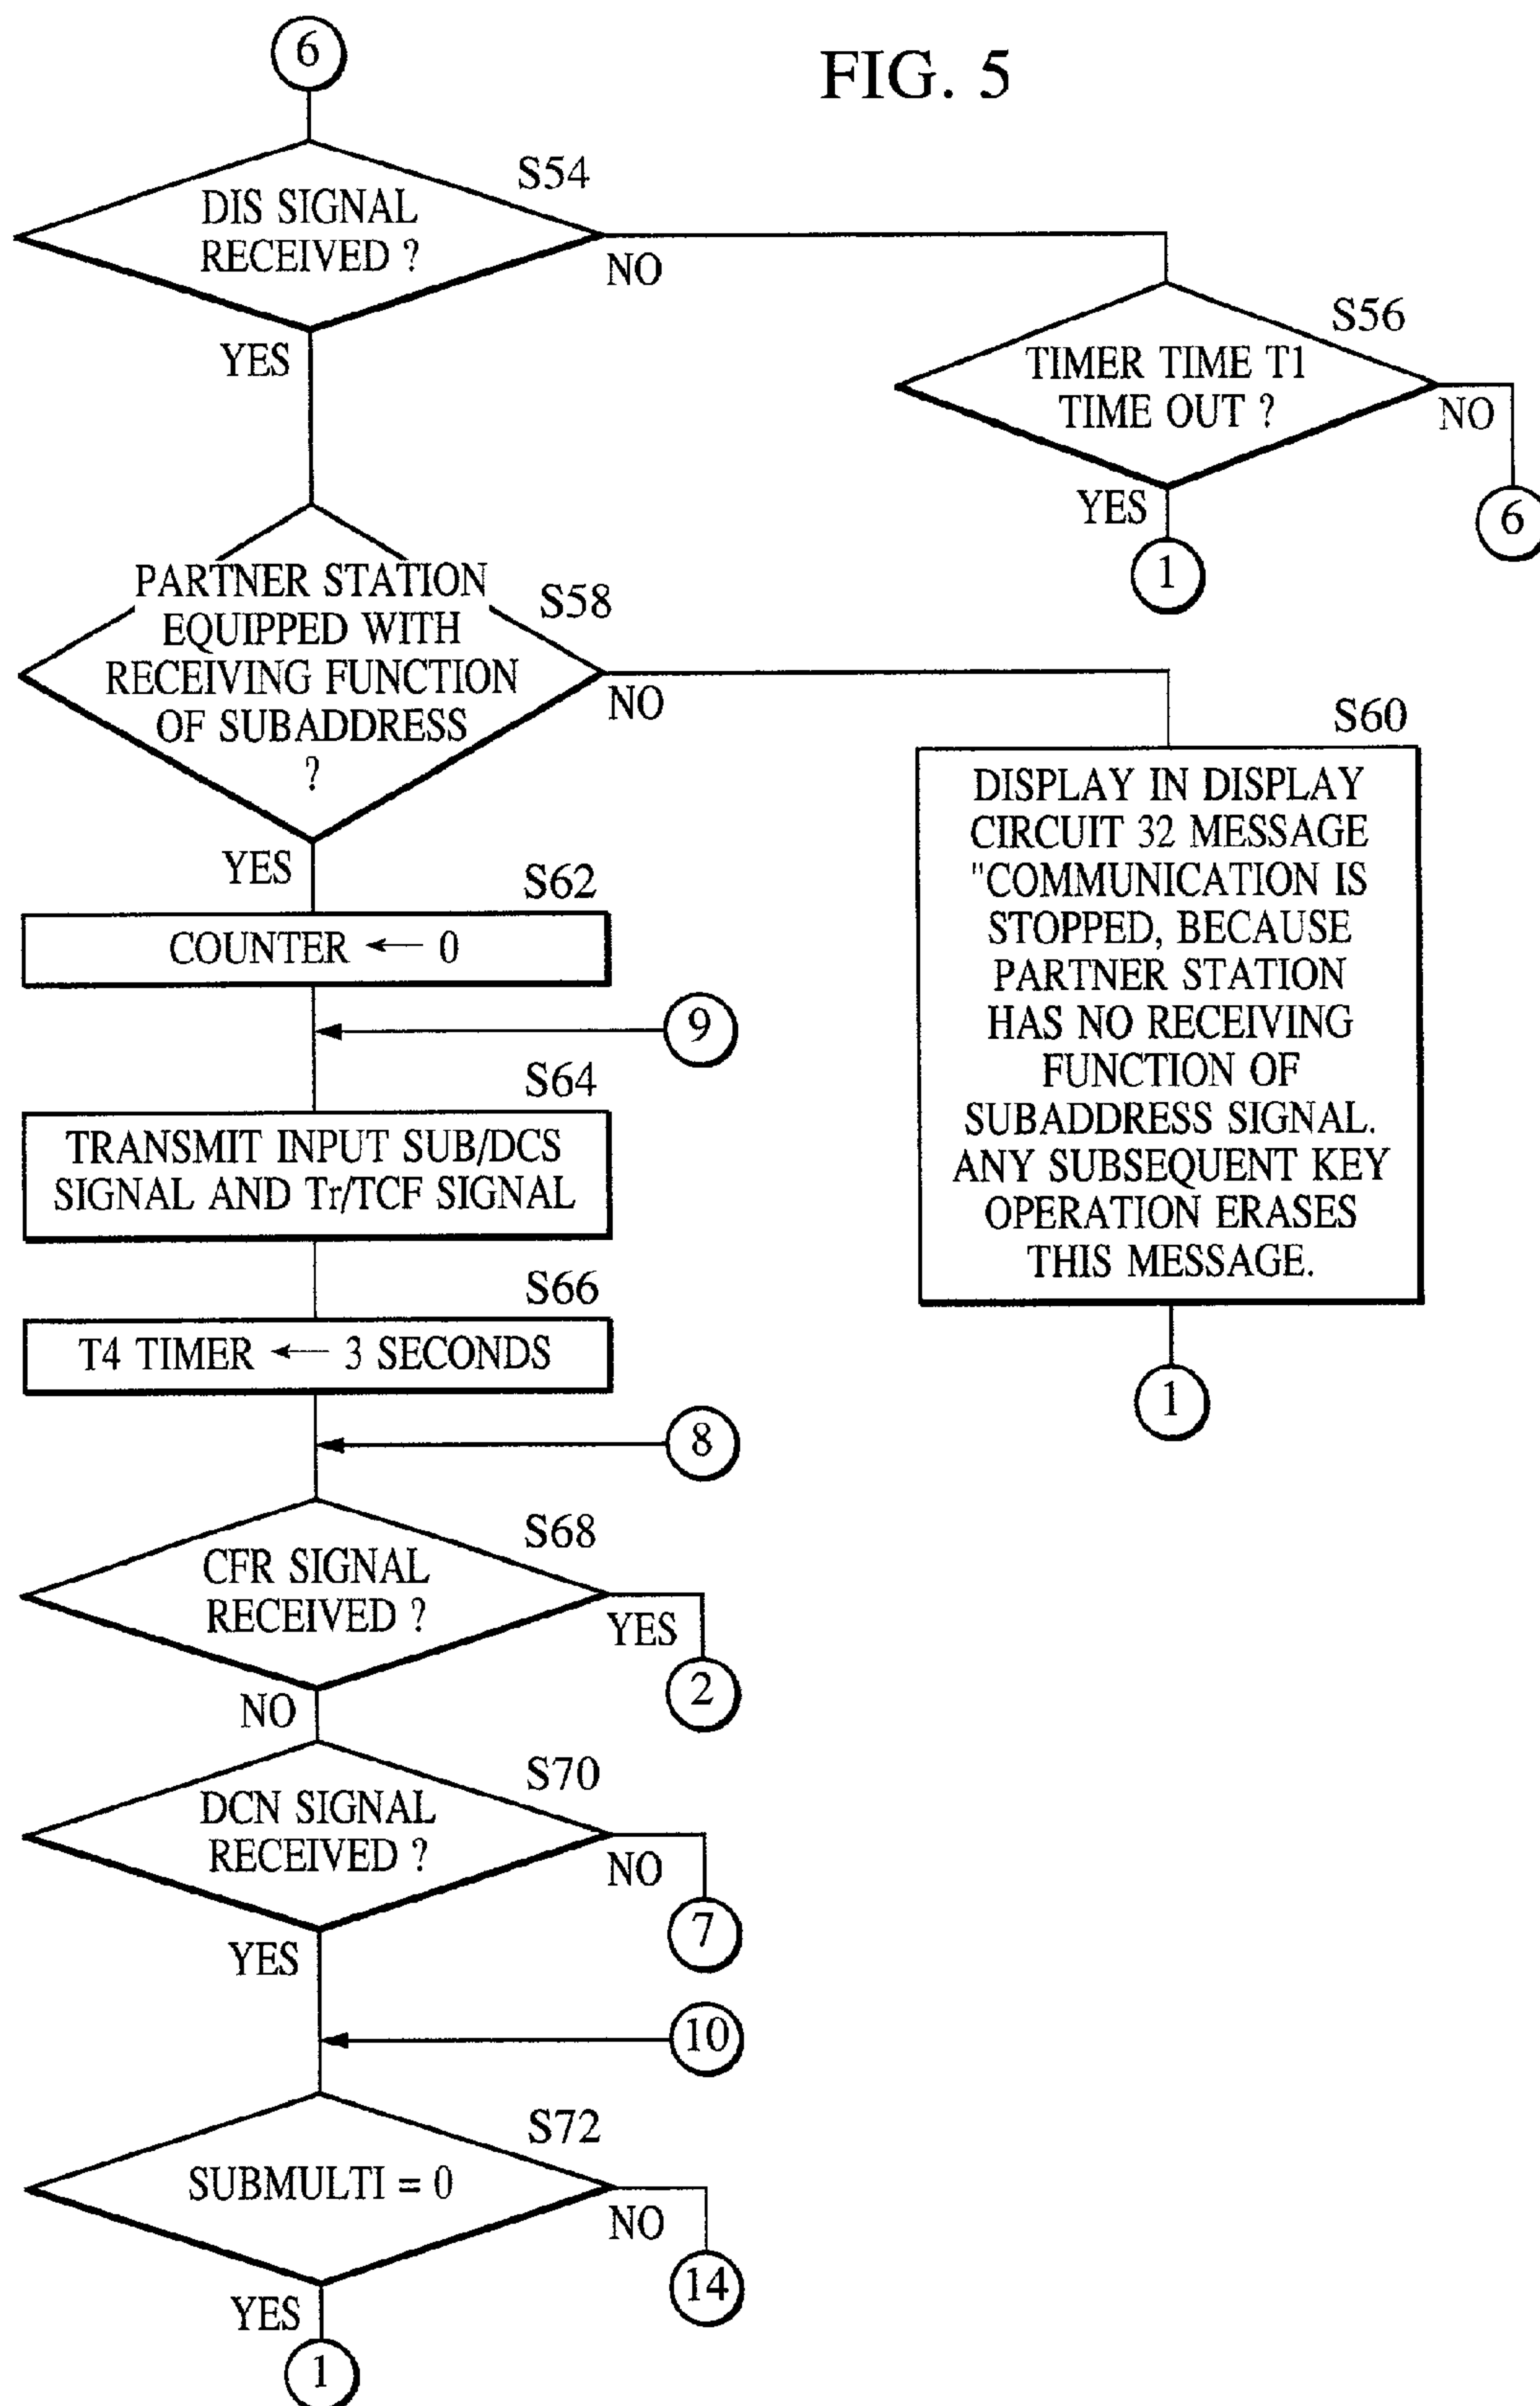 6
FIG. 5
S54
DIS SIGNAL
RECEIVED ?
NO
YES
S56
TIMER TIME T1
TIME OUT ?
NO
6
YES
1
PARTNER STATION
EQUIPPED WITH
RECEIVING FUNCTION
OF SUBADDRESS
?
S58
NO
YES
S60
DISPLAY IN DISPLAY
CIRCUIT 32 MESSAGE
"COMMUNICATION IS
STOPPED, BECAUSE
PARTNER STATION
HAS NO RECEIVING
FUNCTION OF
SUBADDRESS SIGNAL.
ANY SUBSEQUENT KEY
OPERATION ERASES
THIS MESSAGE.
1
S62
COUNTER ← 0
9
S64
TRANSMIT INPUT SUB/DCS
SIGNAL AND Tr/TCF SIGNAL
S66
T4 TIMER ← 3 SECONDS
8
S68
CFR SIGNAL
RECEIVED ?
YES
2
NO
S70
DCN SIGNAL
RECEIVED ?
NO
7
YES
10
S72
SUBMULTI = 0
NO
14
YES
1